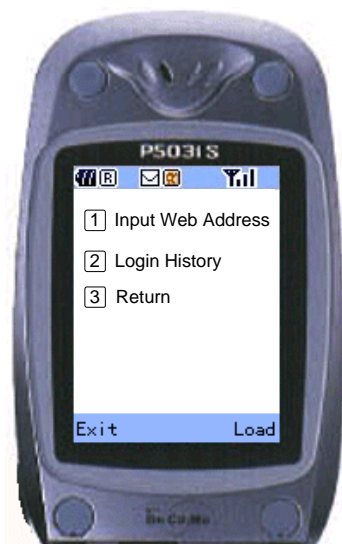 P503iS
R
1 Input Web Address
2 Login History
3 Return
Exit Load